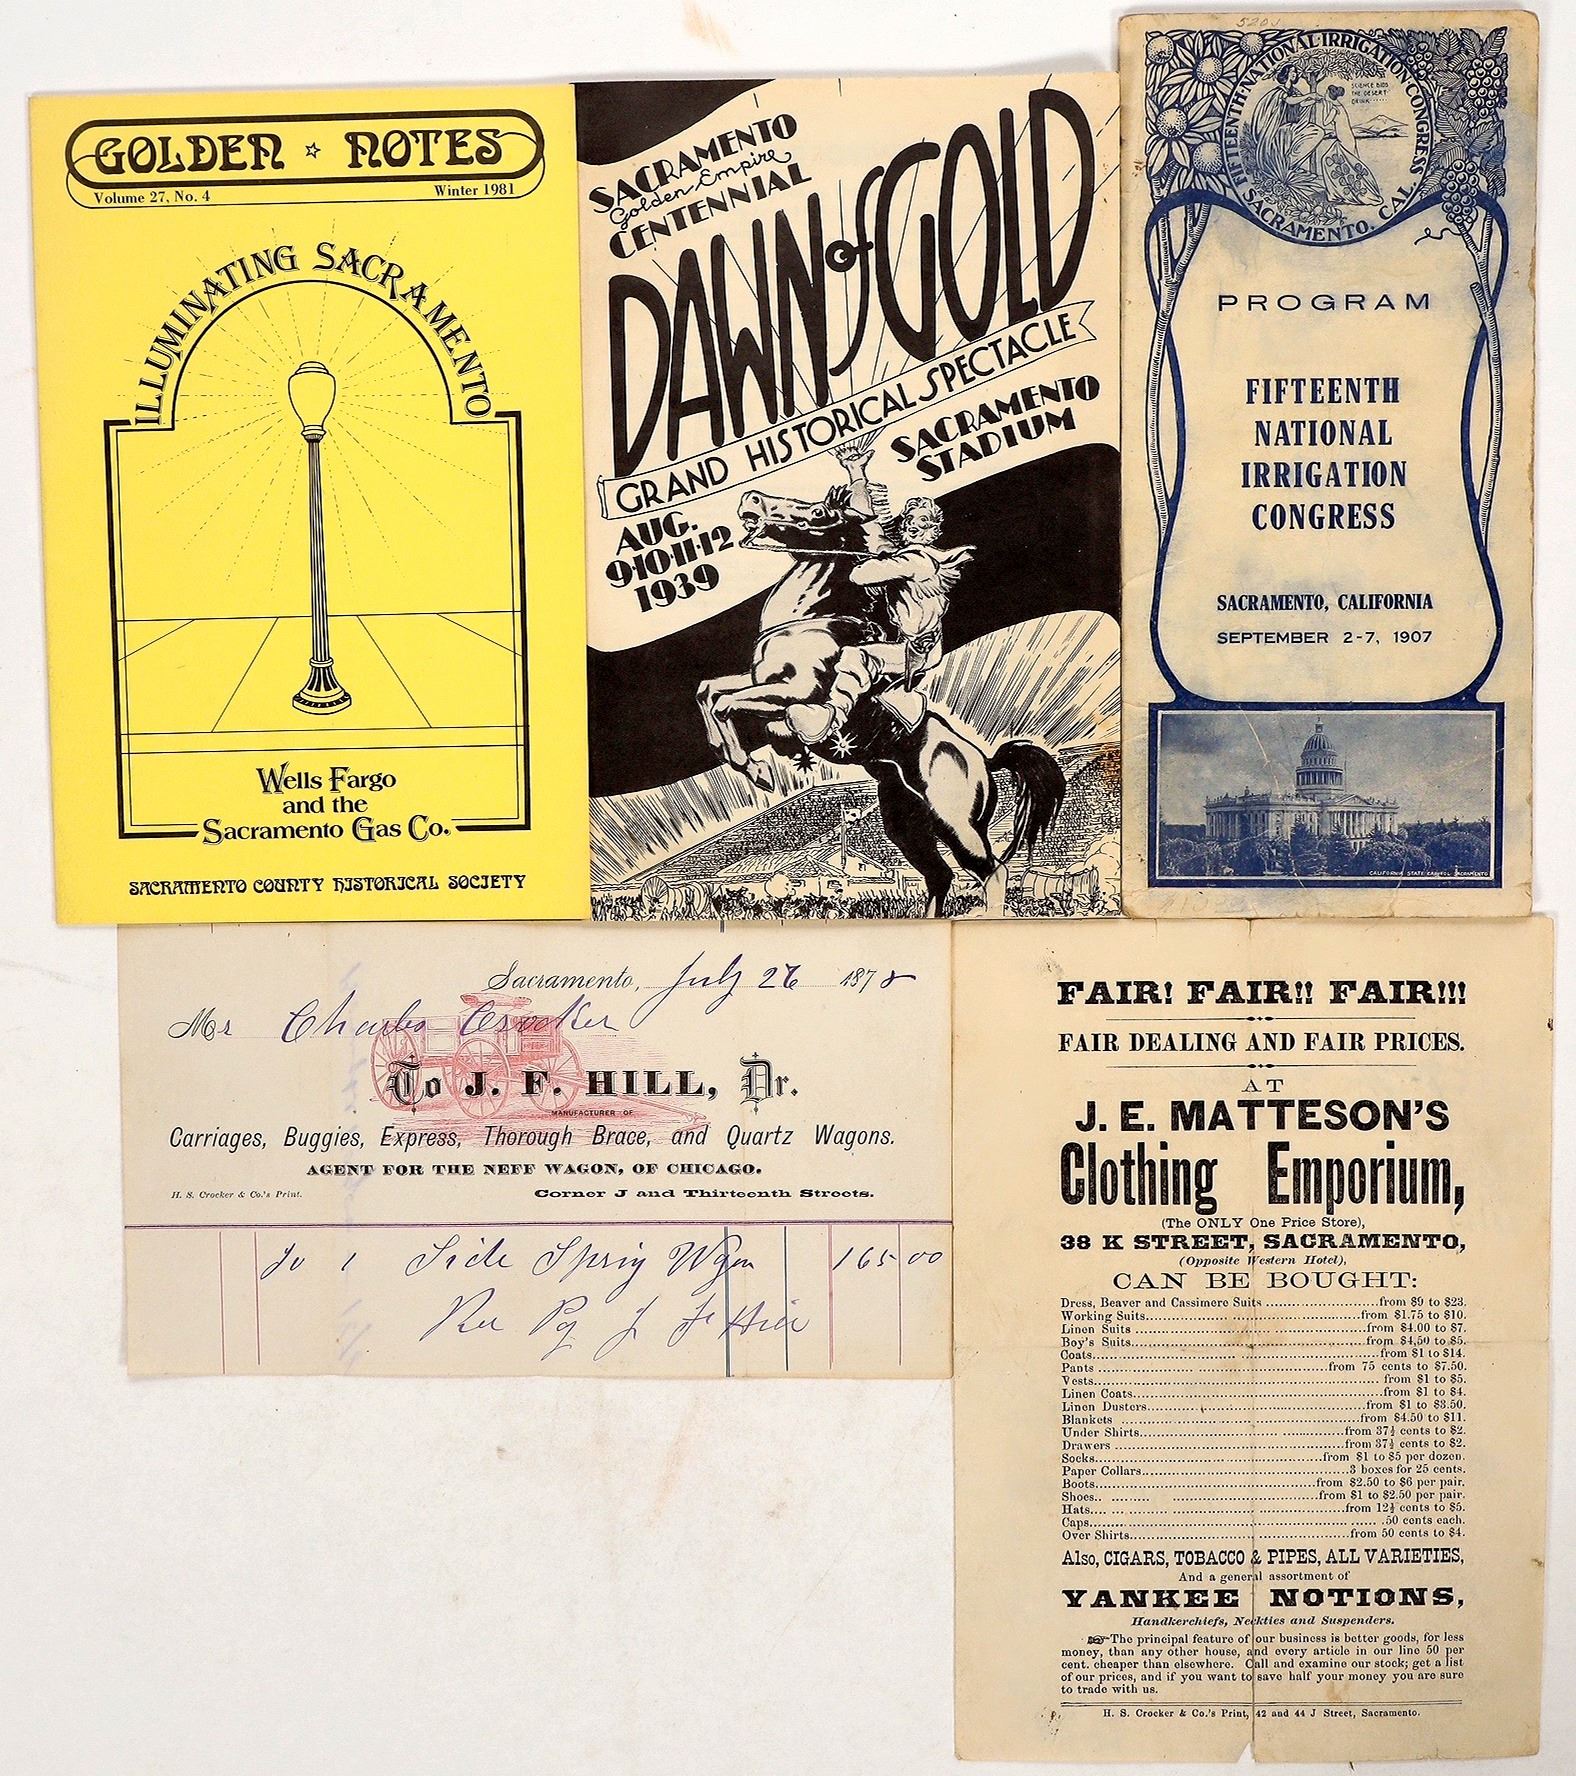 GOLDEN ☆ NOTES
Volume 27, No. 4 Winter 1981
ILLUMINATING SACRAMENTO
Wells Fargo
and the
Sacramento Gas Co.
SACRAMENTO COUNTY HISTORICAL SOCIETY
SACRAMENTO
Golden Empire
CENTENNIAL
DAWN of GOLD
GRAND HISTORICAL SPECTACLE
SACRAMENTO
STADIUM
AUG.
9·10·11·12
1939
5201
FIFTEENTH·NATIONAL·IRRIGATION·CONGRESS
SACRAMENTO, CAL.
SCIENCE BIDS
THE DESERT
DRINK
PROGRAM
FIFTEENTH
NATIONAL
IRRIGATION
CONGRESS
SACRAMENTO, CALIFORNIA
SEPTEMBER 2-7, 1907
CALIFORNIA STATE CAPITOL SACRAMENTO
Sacramento, July 26 1878
Mr Charles Crocker
To J. F. HILL, Dr.
MANUFACTURER OF
Carriages, Buggies, Express, Thorough Brace, and Quartz Wagons.
AGENT FOR THE NEFF WAGON, OF CHICAGO.
H. S. Crocker & Co.'s Print. Corner J and Thirteenth Streets.
To 1 Side Spring Wgon 165 00
Rec Py J F Hill
FAIR! FAIR!! FAIR!!!
FAIR DEALING AND FAIR PRICES.
AT
J. E. MATTESON'S
Clothing Emporium,
(The ONLY One Price Store),
38 K STREET, SACRAMENTO,
(Opposite Western Hotel),
CAN BE BOUGHT:
Dress, Beaver and Cassimere Suits from $9 to $23.
Working Suits from $1.75 to $10.
Linen Suits from $4.00 to $7.
Boy's Suits from $4,50 to $5.
Coats from $1 to $14.
Pants from 75 cents to $7.50.
Vests from $1 to $5.
Linen Coats from $1 to $4.
Linen Dusters from $1 to $3.50.
Blankets from $4.50 to $11.
Under Shirts from 37½ cents to $2.
Drawers from 37½ cents to $2.
Socks from $1 to $5 per dozen.
Paper Collars 3 boxes for 25 cents.
Boots from $2.50 to $6 per pair.
Shoes from $1 to $2.50 per pair.
Hats from 12½ cents to $5.
Caps 50 cents each.
Over Shirts from 50 cents to $4.
Also, CIGARS, TOBACCO & PIPES, ALL VARIETIES,
And a general assortment of
YANKEE NOTIONS,
Handkerchiefs, Neckties and Suspenders.
☞The principal feature of our business is better goods, for less
money, than any other house, and every article in our line 50 per
cent. cheaper than elsewhere. Call and examine our stock; get a list
of our prices, and if you want to save half your money you are sure
to trade with us.
H. S. Crocker & Co.'s Print, 42 and 44 J Street, Sacramento.